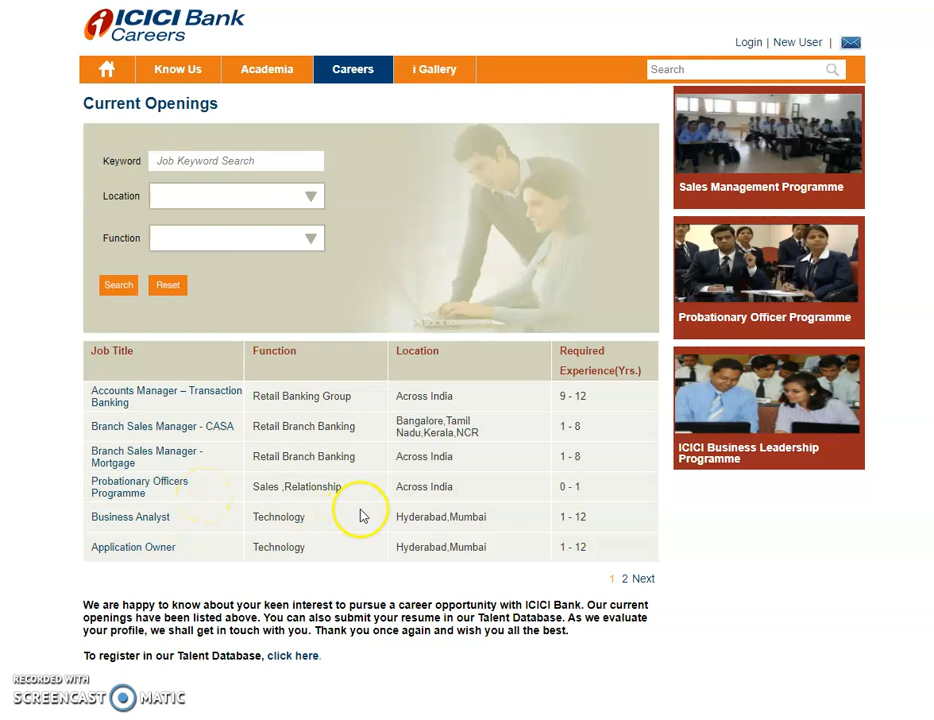 ICICI Bank
Careers
Login | New User |
Know Us
Academia
Careers
i Gallery
Search
Current Openings
Keyword
Job Keyword Search
Location
Function
Search
Reset
Job Title
Function
Location
Required
Experience(Yrs.)
Accounts Manager – Transaction
Banking
Retail Banking Group
Across India
9 - 12
Branch Sales Manager - CASA
Retail Branch Banking
Bangalore,Tamil
Nadu,Kerala,NCR
1 - 8
Branch Sales Manager -
Mortgage
Retail Branch Banking
Across India
1 - 8
Probationary Officers
Programme
Sales ,Relationship
Across India
0 - 1
Business Analyst
Technology
Hyderabad,Mumbai
1 - 12
Application Owner
Technology
Hyderabad,Mumbai
1 - 12
1 2 Next
We are happy to know about your keen interest to pursue a career opportunity with ICICI Bank. Our current
openings have been listed above. You can also submit your resume in our Talent Database. As we evaluate
your profile, we shall get in touch with you. Thank you once again and wish you all the best.
To register in our Talent Database, click here.
Sales Management Programme
Probationary Officer Programme
ICICI Business Leadership
Programme
RECORDED WITH
SCREENCAST MATIC